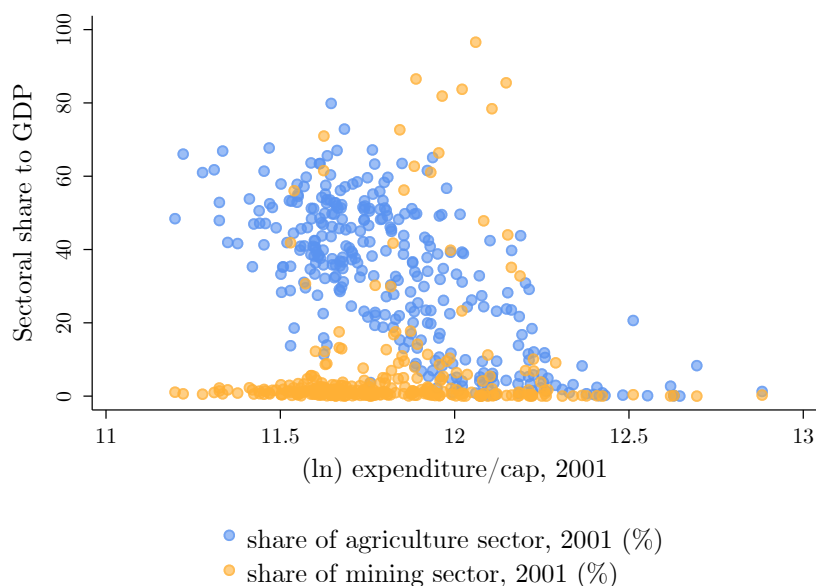 100
80
60
40
20
0
Sectoral share to GDP
11
11.5
12
12.5
13
(ln) expenditure/cap, 2001
share of agriculture sector, 2001 (%)
share of mining sector, 2001 (%)